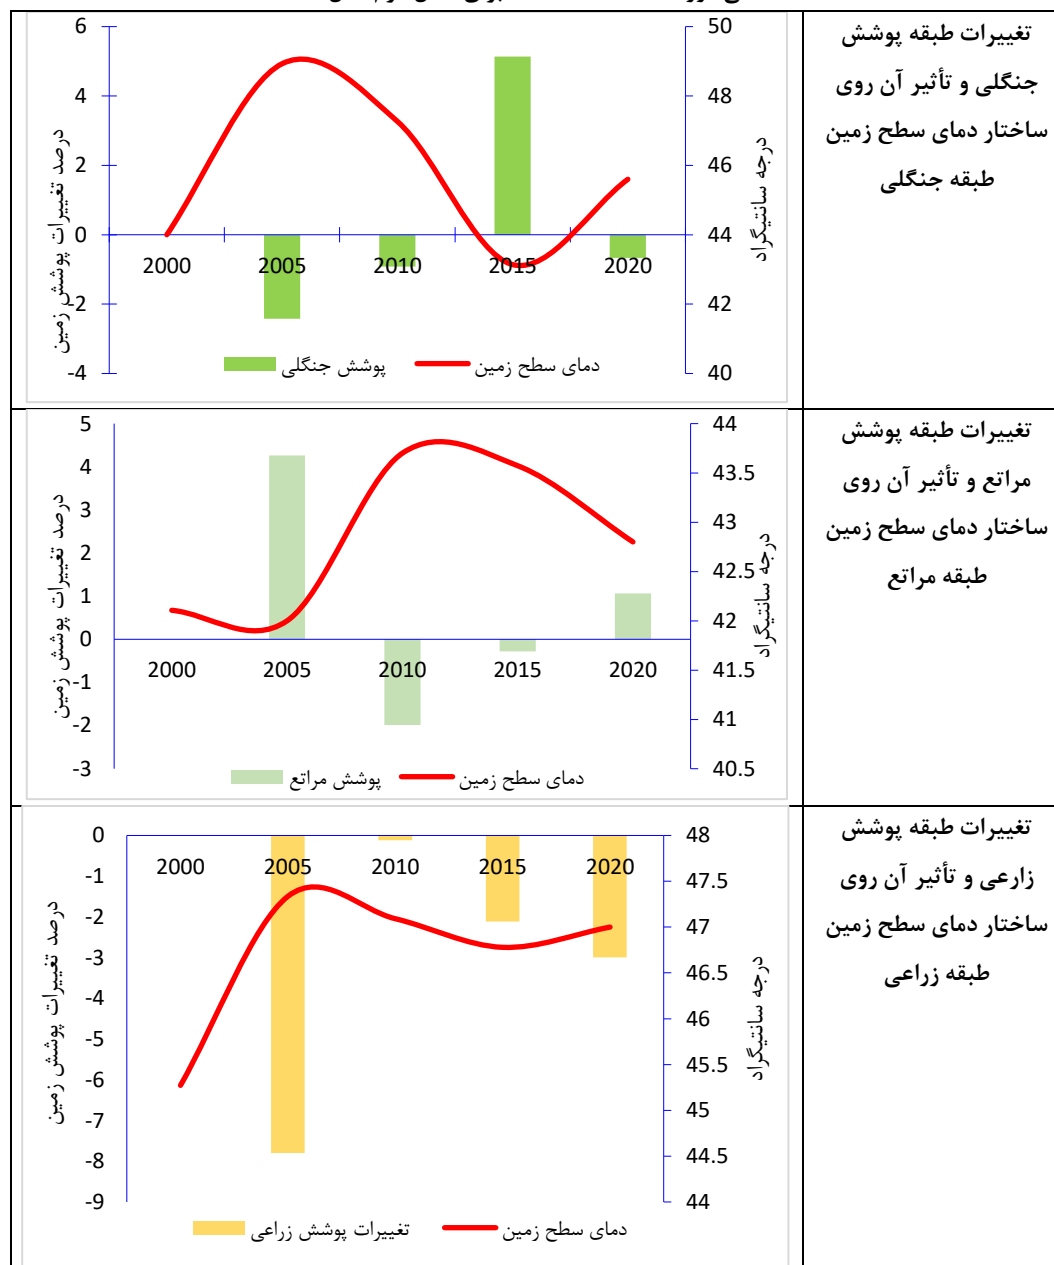 تغییرات طبقه پوشش
جنگلی و تأثیر آن روی
ساختار دمای سطح زمین
طبقه جنگلی
درصد تغییرات پوشش زمین
6
4
2
0
-2
-4
2000 2005 2010 2015 2020
50
48
46
44
42
40
درجه سانتیگراد
پوشش جنگلی دمای سطح زمین
تغییرات طبقه پوشش
مراتع و تأثیر آن روی
ساختار دمای سطح زمین
طبقه مراتع
درصد تغییرات پوشش زمین
5
4
3
2
1
0
-1
-2
-3
2000 2005 2010 2015 2020
44
43.5
43
42.5
42
41.5
41
40.5
درجه سانتیگراد
پوشش مراتع دمای سطح زمین
تغییرات طبقه پوشش
زارعی و تأثیر آن روی
ساختار دمای سطح زمین
طبقه زراعی
درصد تغییرات پوشش زمین
0
-1
-2
-3
-4
-5
-6
-7
-8
-9
2000 2005 2010 2015 2020
48
47.5
47
46.5
46
45.5
45
44.5
44
درجه سانتیگراد
تغییرات پوشش زراعی دمای سطح زمین